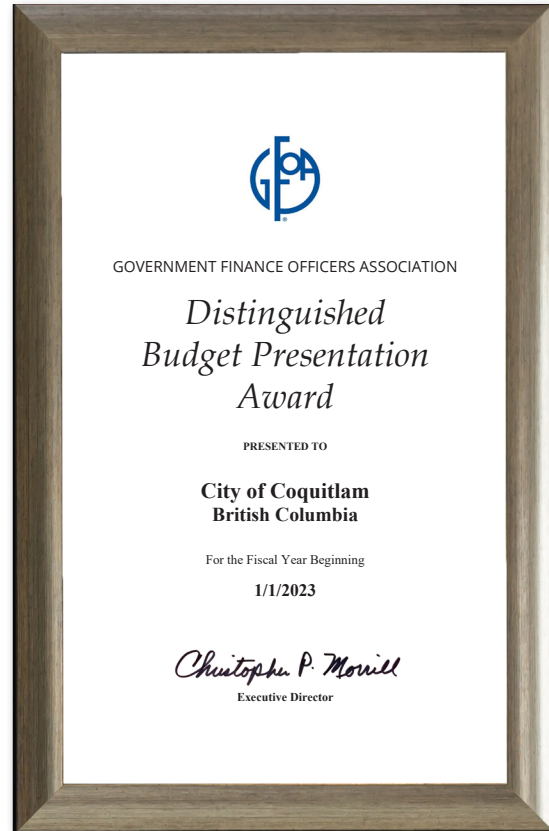 GFOA
GOVERNMENT FINANCE OFFICERS ASSOCIATION
Distinguished
Budget Presentation
Award
PRESENTED TO
City of Coquitlam
British Columbia
For the Fiscal Year Beginning
1/1/2023
Christopher P. Morrill
Executive Director